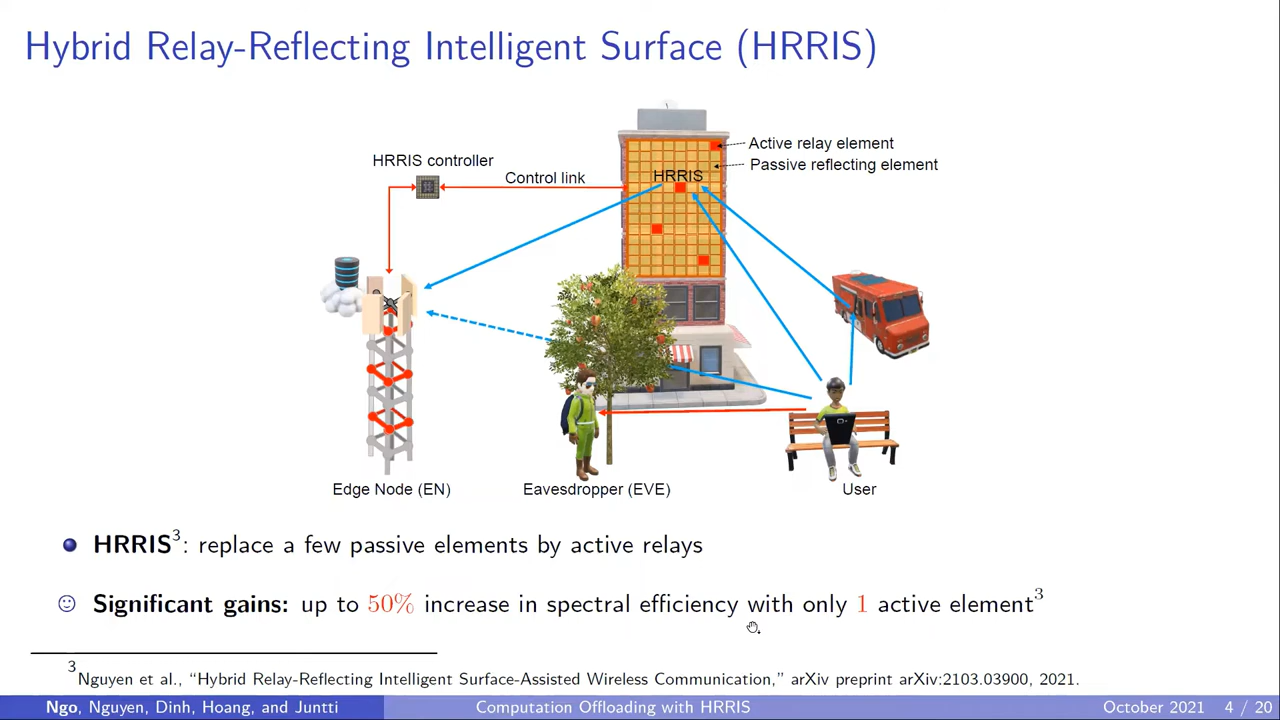 Hybrid Relay-Reflecting Intelligent Surface (HRRIS)
Active relay element
HRRIS controller
Passive reflecting element
Control link
HRRIS
Edge Node (EN)
Eavesdropper (EVE)
User
HRRIS3: replace a few passive elements by active relays
Significant gains: up to 50% increase in spectral efficiency with only 1 active element3
3Nguyen et al., “Hybrid Relay-Reflecting Intelligent Surface-Assisted Wireless Communication,” arXiv preprint arXiv:2103.03900, 2021.
Ngo, Nguyen, Dinh, Hoang, and Juntti
Computation Offloading with HRRIS
October 2021
4 / 20